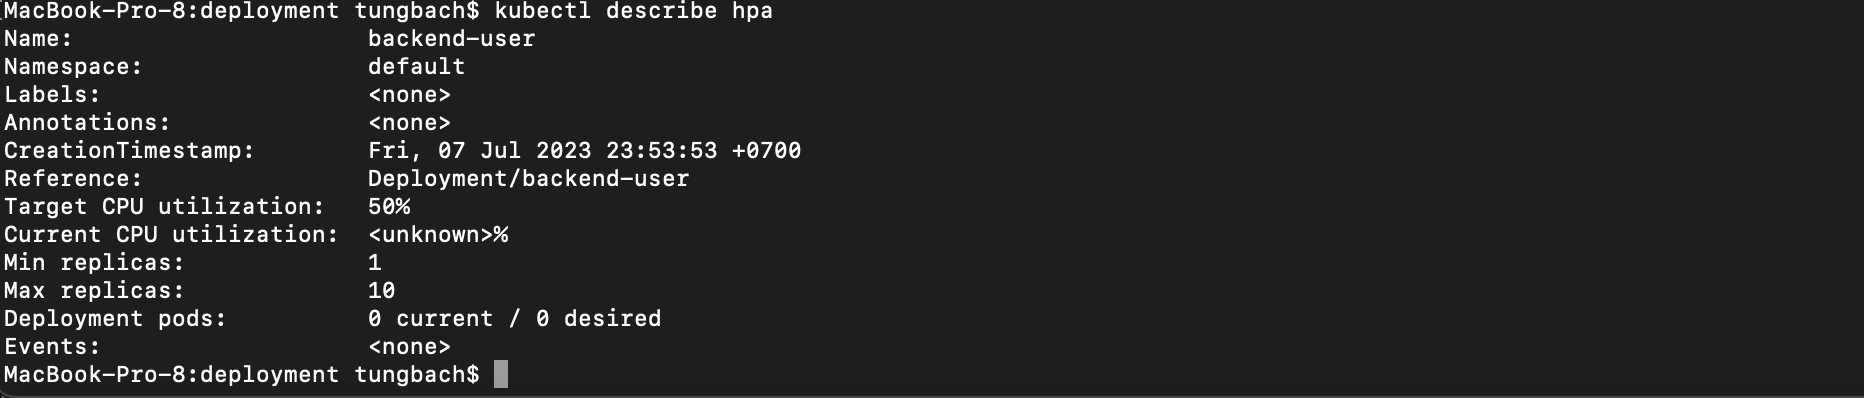 MacBook-Pro-8:deployment tungbach$ kubectl describe hpa
Name:                     backend-user
Namespace:                default
Labels:                   <none>
Annotations:              <none>
CreationTimestamp:        Fri, 07 Jul 2023 23:53:53 +0700
Reference:                Deployment/backend-user
Target CPU utilization:   50%
Current CPU utilization:  <unknown>%
Min replicas:             1
Max replicas:             10
Deployment pods:          0 current / 0 desired
Events:                   <none>
MacBook-Pro-8:deployment tungbach$